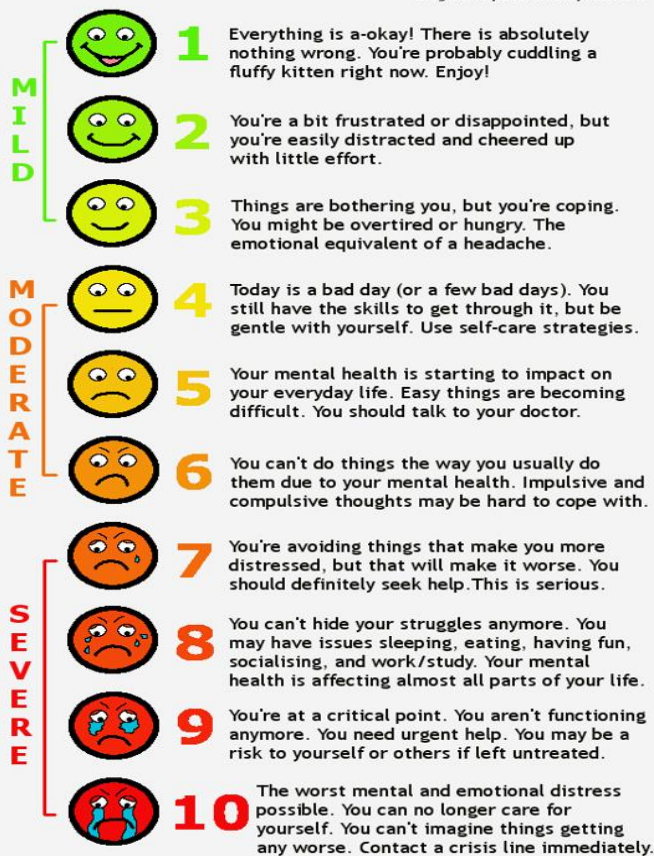 MILD
1
Everything is a-okay! There is absolutely
nothing wrong. You're probably cuddling a
fluffy kitten right now. Enjoy!
2
You're a bit frustrated or disappointed, but
you're easily distracted and cheered up
with little effort.
3
Things are bothering you, but you're coping.
You might be overtired or hungry. The
emotional equivalent of a headache.
MODERATE
4
Today is a bad day (or a few bad days). You
still have the skills to get through it, but be
gentle with yourself. Use self-care strategies.
5
Your mental health is starting to impact on
your everyday life. Easy things are becoming
difficult. You should talk to your doctor.
6
You can't do things the way you usually do
them due to your mental health. Impulsive and
compulsive thoughts may be hard to cope with.
SEVERE
7
You're avoiding things that make you more
distressed, but that will make it worse. You
should definitely seek help.This is serious.
8
You can't hide your struggles anymore. You
may have issues sleeping, eating, having fun,
socialising, and work/study. Your mental
health is affecting almost all parts of your life.
9
You're at a critical point. You aren't functioning
anymore. You need urgent help. You may be a
risk to yourself or others if left untreated.
10
The worst mental and emotional distress
possible. You can no longer care for
yourself. You can't imagine things getting
any worse. Contact a crisis line immediately.